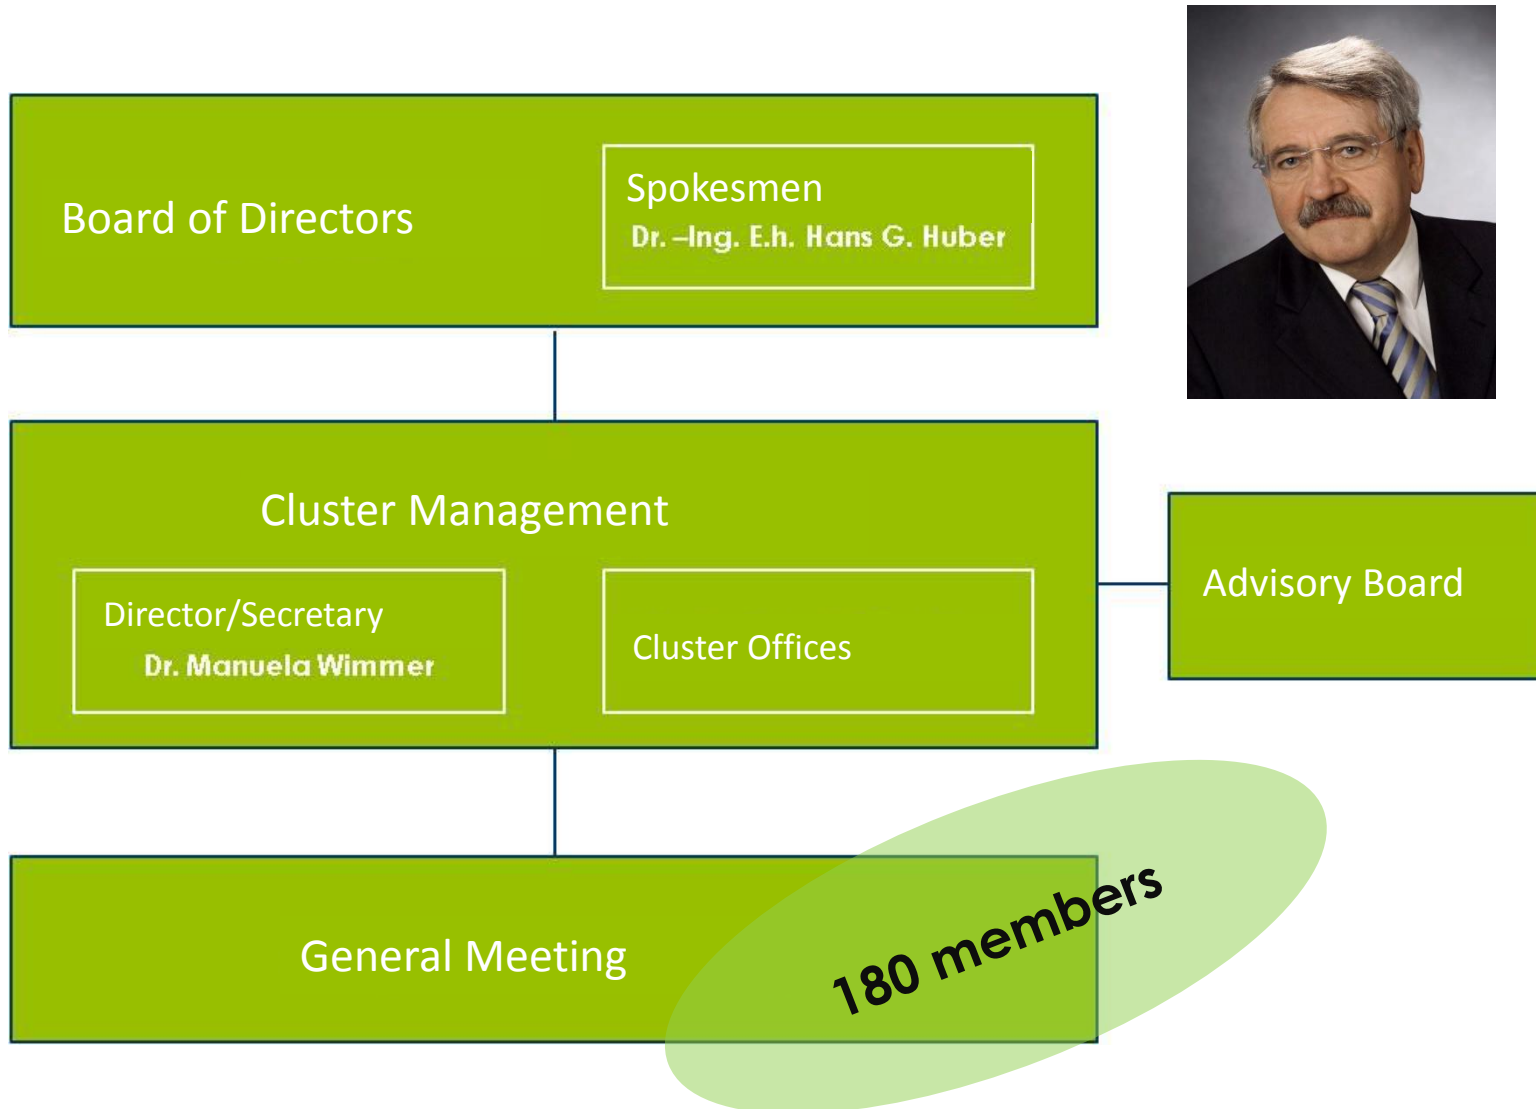 Board of Directors
Spokesmen
Dr. –Ing. E.h. Hans G. Huber
Cluster Management
Director/Secretary
Dr. Manuela Wimmer
Cluster Offices
Advisory Board
General Meeting
180 members